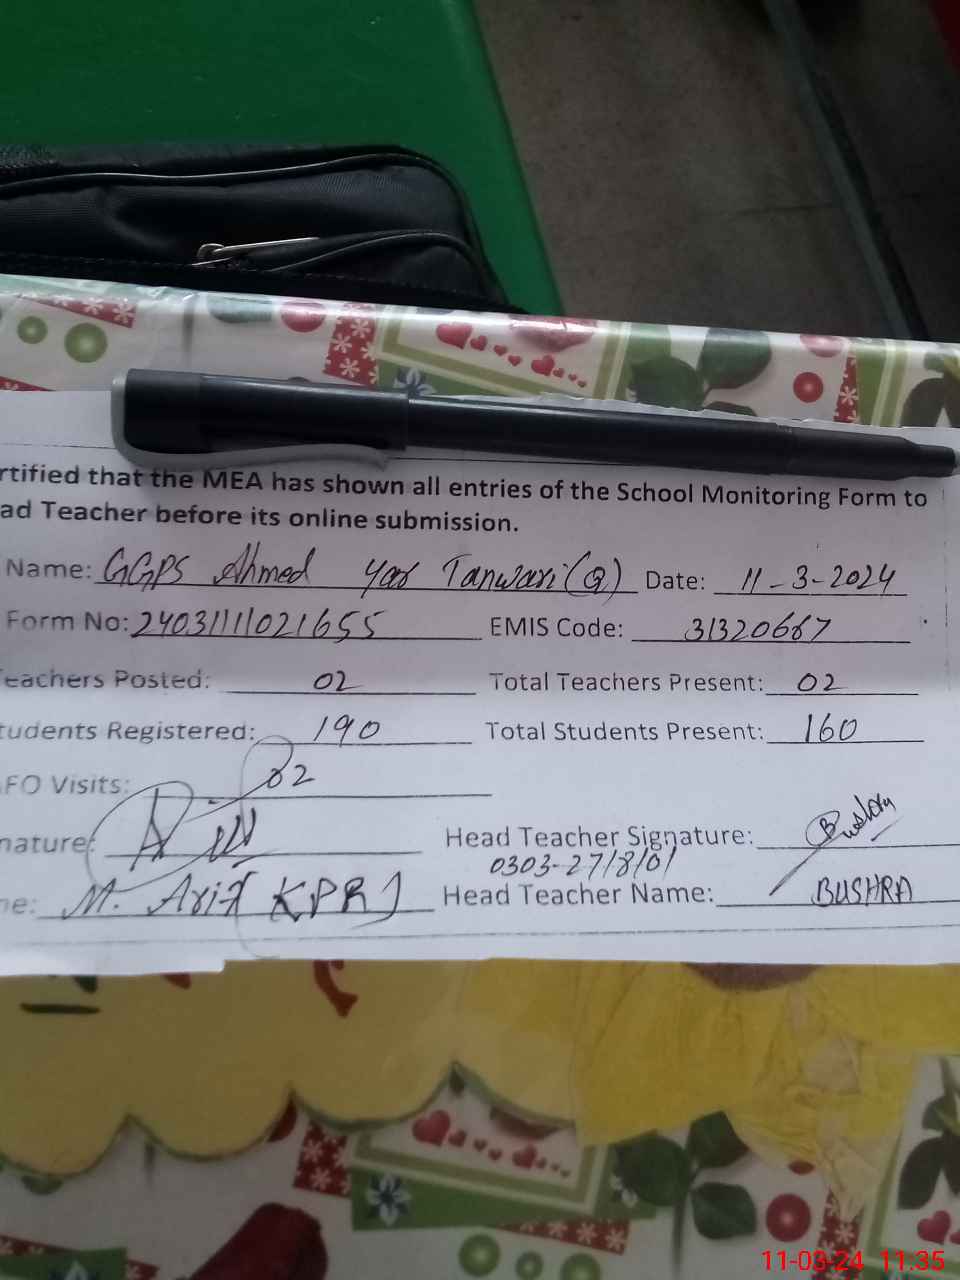 rtified that the MEA has shown all entries of the School Monitoring Form to
ad Teacher before its online submission.
Name: GGPS Ahmed Yar Tanwari (G) Date: 11-3-2024
Form No: 24031111021655 EMIS Code: 31320667
eachers Posted: 02 Total Teachers Present: 02
tudents Registered: 190 Total Students Present: 160
FO Visits: 02
nature: Head Teacher Signature: Bushra
0303-2718101
ne: M. Arif Head Teacher Name: BUSHRA
11-03-24 11:35